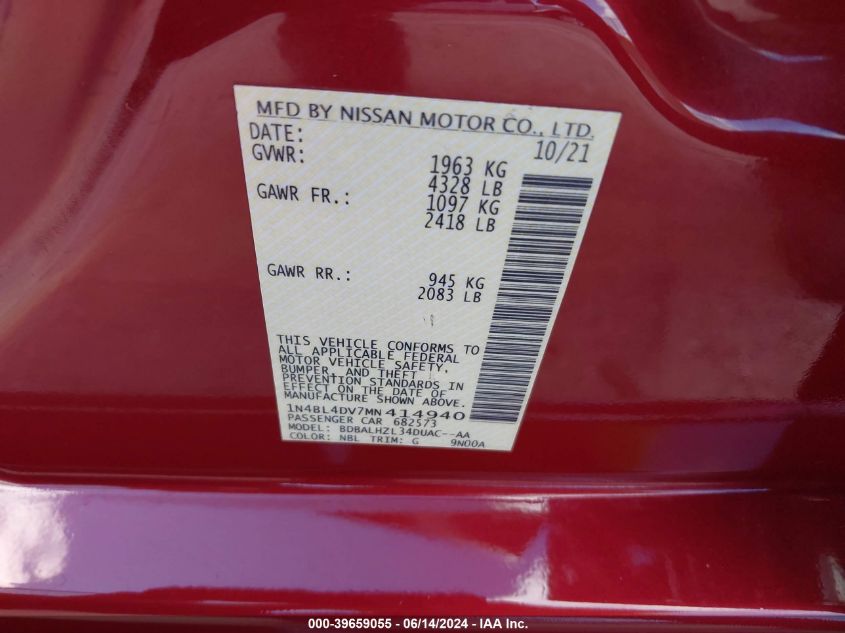 MFD BY NISSAN MOTOR CO., LTD.
DATE: 10/21
GVWR: 1963 KG
4328 LB
GAWR FR.: 1097 KG
2418 LB
GAWR RR.: 945 KG
2083 LB
THIS VEHICLE CONFORMS TO
ALL APPLICABLE FEDERAL
MOTOR VEHICLE SAFETY,
BUMPER, AND THEFT
PREVENTION STANDARDS IN
EFFECT ON THE DATE OF
MANUFACTURE SHOWN ABOVE.
1N4BL4DV7MN414940
PASSENGER CAR 682573
MODEL: BDBALHZL34DUAC--AA
COLOR: NBL TRIM: G 9N00A
000-39659055 - 06/14/2024 - IAA Inc.